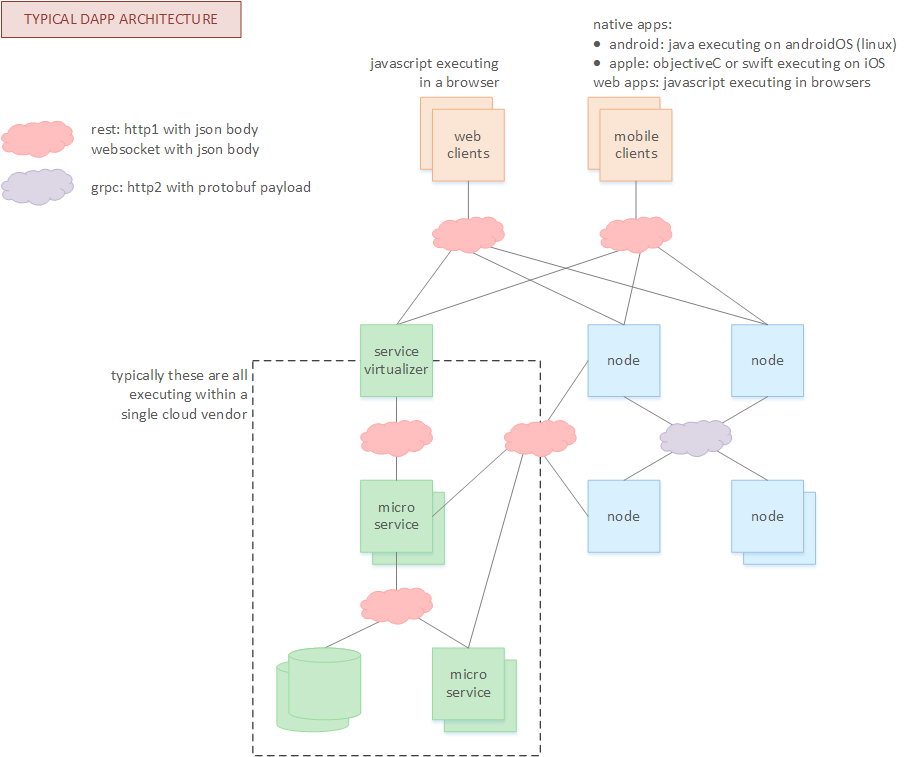 TYPICAL DAPP ARCHITECTURE
native apps:
• android: java executing on androidOS (linux)
• apple: objectiveC or swift executing on iOS
web apps: javascript executing in browsers
javascript executing
in a browser
rest: http1 with json body
websocket with json body
grpc: http2 with protobuf payload
web
clients
mobile
clients
service
virtualizer
node
node
typically these are all
executing within a
single cloud vendor
micro
service
node
node
micro
service